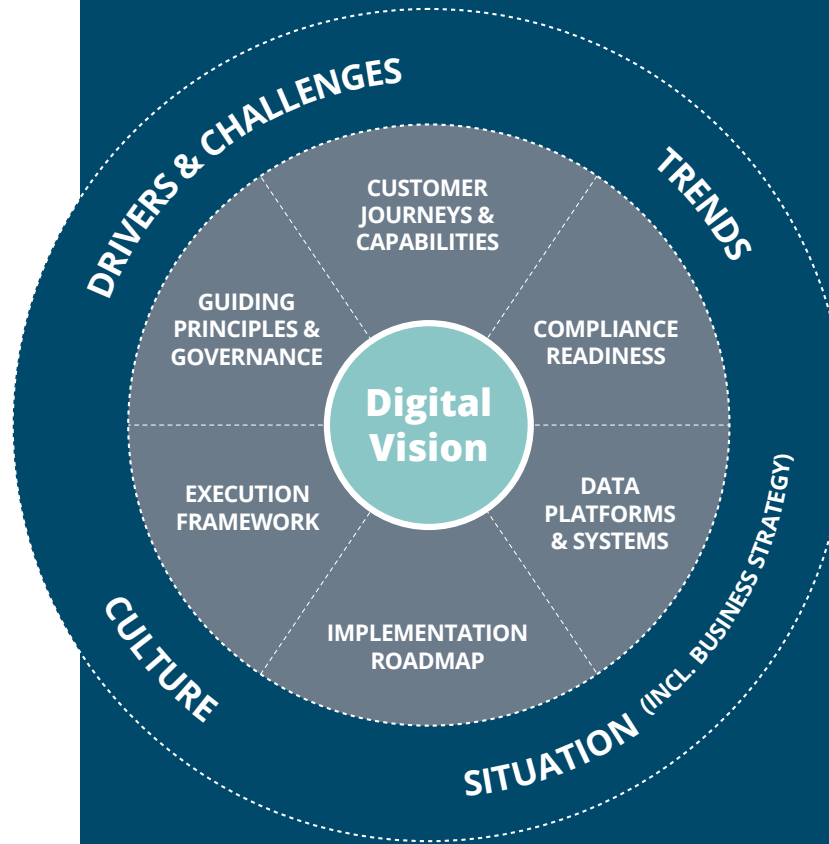 DRIVERS & CHALLENGES
TRENDS
CUSTOMER
JOURNEYS &
CAPABILITIES
GUIDING
PRINCIPLES &
GOVERNANCE
COMPLIANCE
READINESS
Digital
Vision
EXECUTION
FRAMEWORK
DATA
PLATFORMS
& SYSTEMS
IMPLEMENTATION
ROADMAP
CULTURE
SITUATION (INCL. BUSINESS STRATEGY)